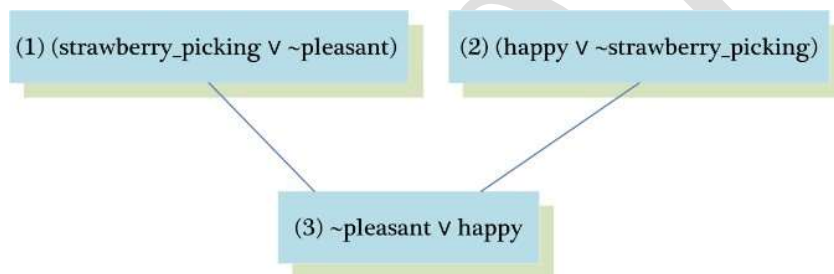 (1) (strawberry_picking ∨ ~pleasant)
(2) (happy ∨ ~strawberry_picking)
(3) ~pleasant ∨ happy